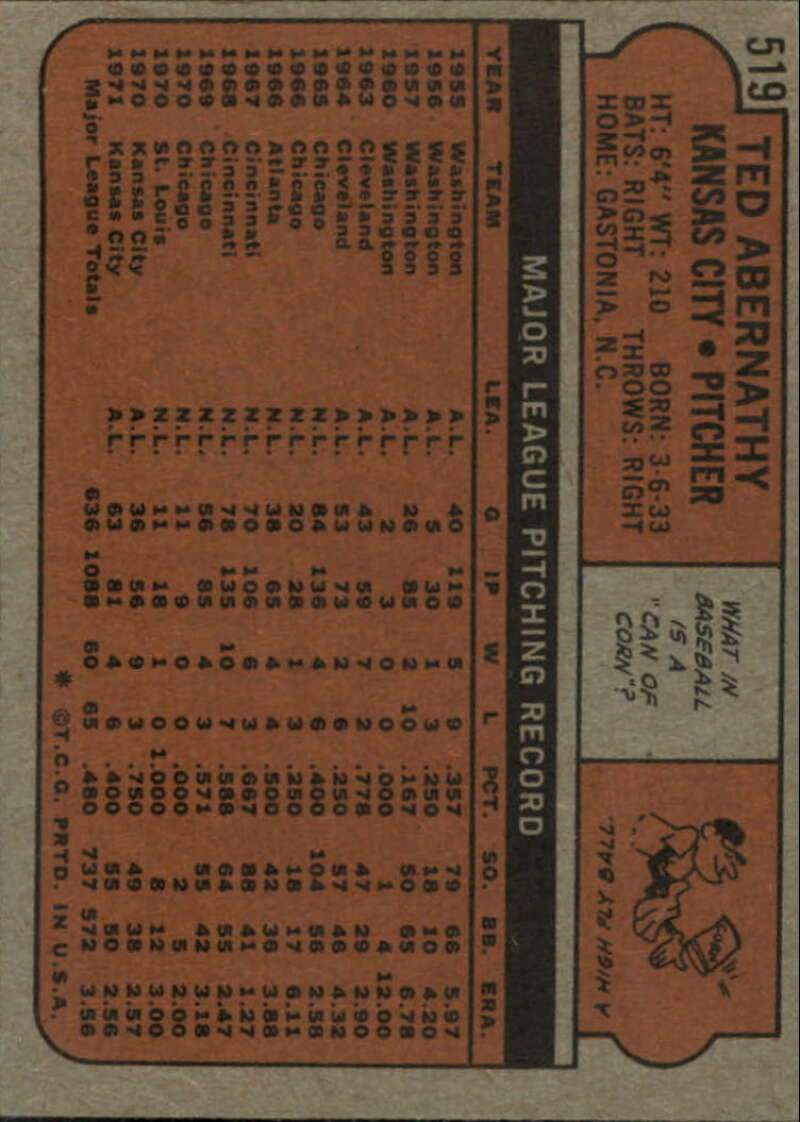 519
TED ABERNATHY
KANSAS CITY • PITCHER
HT: 6'4" WT: 210 BORN: 3-6-33
BATS: RIGHT THROWS: RIGHT
HOME: GASTONIA, N.C.
WHAT IN
BASEBALL
IS A
"CAN OF
CORN"?
CORN
A HIGH FLY BALL.
MAJOR LEAGUE PITCHING RECORD
YEAR TEAM LEA. G IP W L PCT. SO. BB. ERA.
1955 Washington A.L. 40 119 5 9 .357 79 66 5.97
1956 Washington A.L. 5 30 1 3 .250 18 10 4.20
1957 Washington A.L. 26 85 2 10 .167 50 65 6.78
1960 Washington A.L. 2 3 0 0 .000 1 4 12.00
1963 Cleveland A.L. 43 59 7 2 .778 47 29 2.90
1964 Cleveland A.L. 53 73 2 6 .250 57 46 4.32
1965 Chicago N.L. 84 136 4 6 .400 104 56 2.58
1966 Chicago N.L. 20 28 1 3 .250 18 17 6.11
1966 Atlanta N.L. 38 65 4 4 .500 42 36 3.88
1967 Cincinnati N.L. 70 106 6 3 .667 88 41 1.27
1968 Cincinnati N.L. 78 135 10 7 .588 64 55 2.47
1969 Chicago N.L. 56 85 4 3 .571 55 42 3.18
1970 Chicago N.L. 11 9 0 0 .000 2 5 2.00
1970 St. Louis N.L. 11 18 1 0 1.000 8 12 3.00
1970 Kansas City A.L. 36 56 9 3 .750 49 38 2.57
1971 Kansas City A.L. 63 81 4 6 .400 55 50 2.56
Major League Totals 636 1088 60 65 .480 737 572 3.56
* ©T.C.G. PRTD. IN U.S.A.